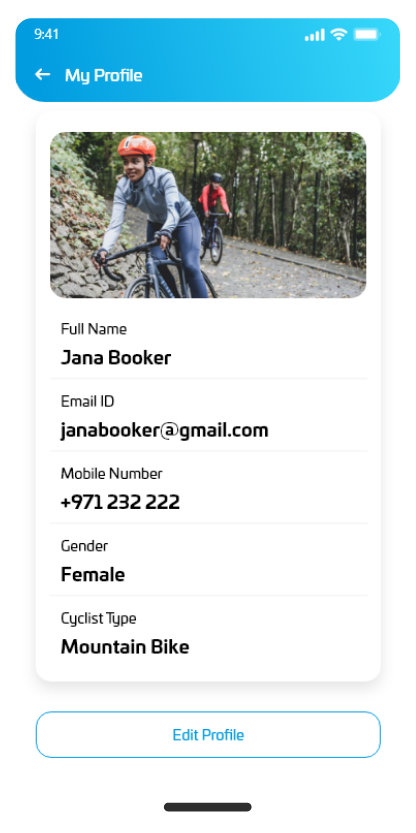 9:41
My Profile
Full Name
Jana Booker
Email ID
janabooker@gmail.com
Mobile Number
+971 232 222
Gender
Female
Cyclist Type
Mountain Bike
Edit Profile